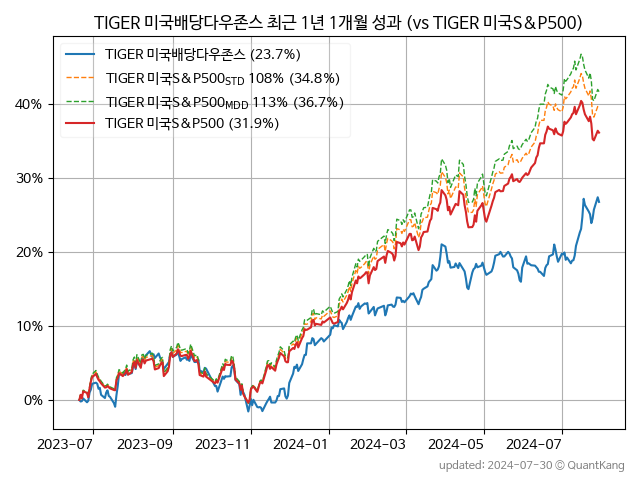 TIGER 미국배당다우존스 최근 1년 1개월 성과 (vs TIGER 미국S&P500)
TIGER 미국배당다우존스 (23.7%)
TIGER 미국S&P500STD 108% (34.8%)
TIGER 미국S&P500MDD 113% (36.7%)
TIGER 미국S&P500 (31.9%)
40%
30%
20%
10%
0%
2023-07 2023-09 2023-11 2024-01 2024-03 2024-05 2024-07
updated: 2024-07-30 © QuantKang